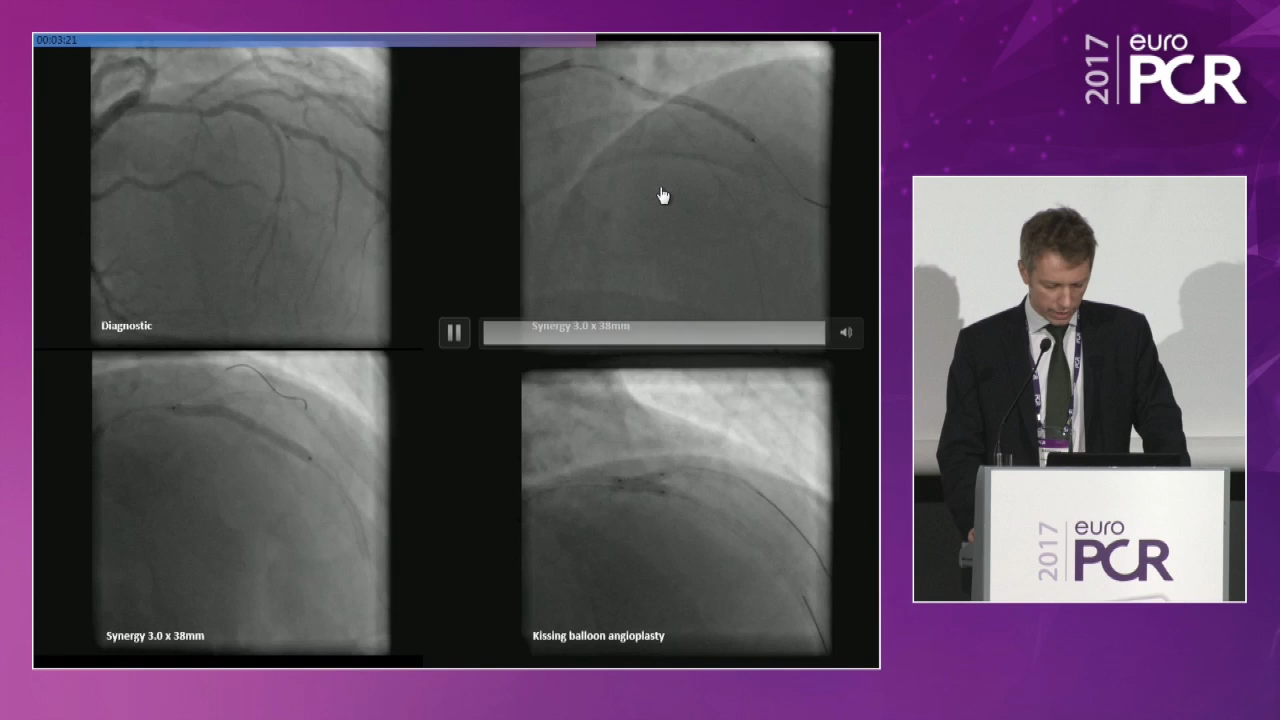 00:03:21
Diagnostic
Synergy 3.0 x 38mm
Synergy 3.0 x 38mm
Kissing balloon angioplasty
2017
euro
PCR
2017
euro
PCR